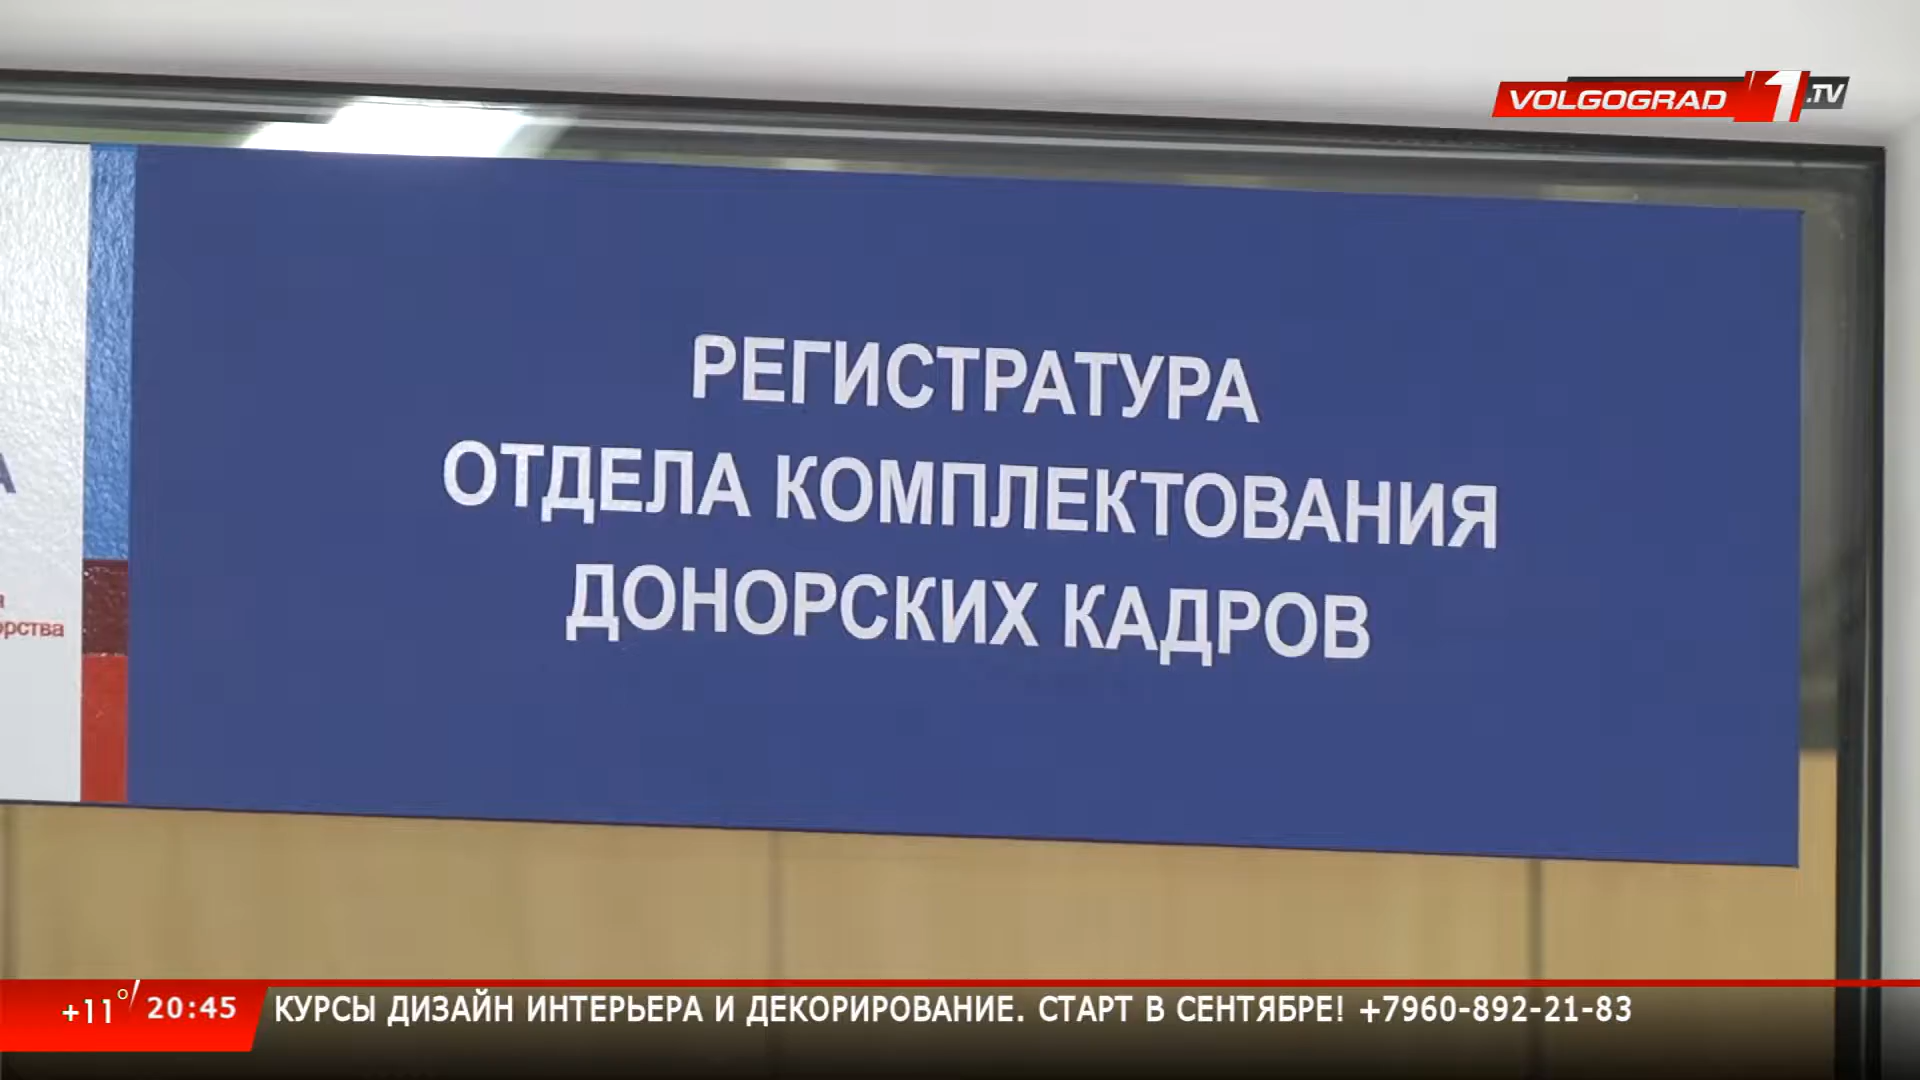 VOLGOGRAD 1.TV
РЕГИСТРАТУРА
ОТДЕЛА КОМПЛЕКТОВАНИЯ
ДОНОРСКИХ КАДРОВ
+11° 20:45 КУРСЫ ДИЗАЙН ИНТЕРЬЕРА И ДЕКОРИРОВАНИЕ. СТАРТ В СЕНТЯБРЕ! +7960-892-21-83